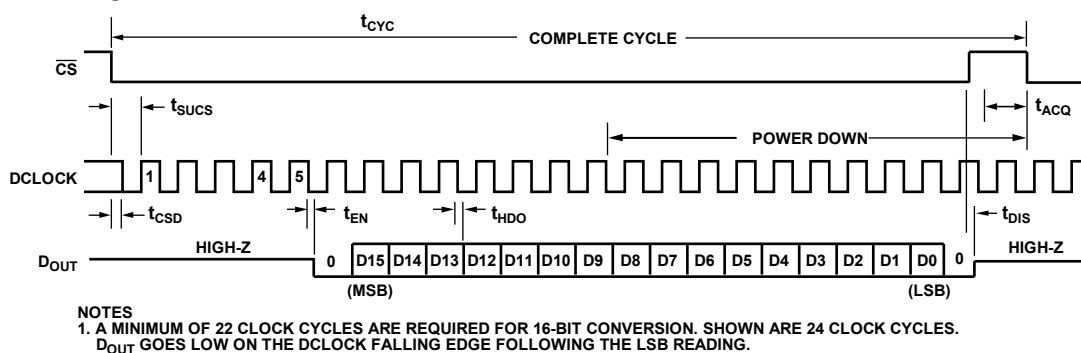 tCYC
COMPLETE CYCLE
CS
tSUCS
tACQ
POWER DOWN
DCLOCK
1 4 5
tCSD
tEN
tHDO
tDIS
HIGH-Z
HIGH-Z
DOUT
0 D15 D14 D13 D12 D11 D10 D9 D8 D7 D6 D5 D4 D3 D2 D1 D0 0
(MSB) (LSB)
NOTES
1. A MINIMUM OF 22 CLOCK CYCLES ARE REQUIRED FOR 16-BIT CONVERSION. SHOWN ARE 24 CLOCK CYCLES.
DOUT GOES LOW ON THE DCLOCK FALLING EDGE FOLLOWING THE LSB READING.